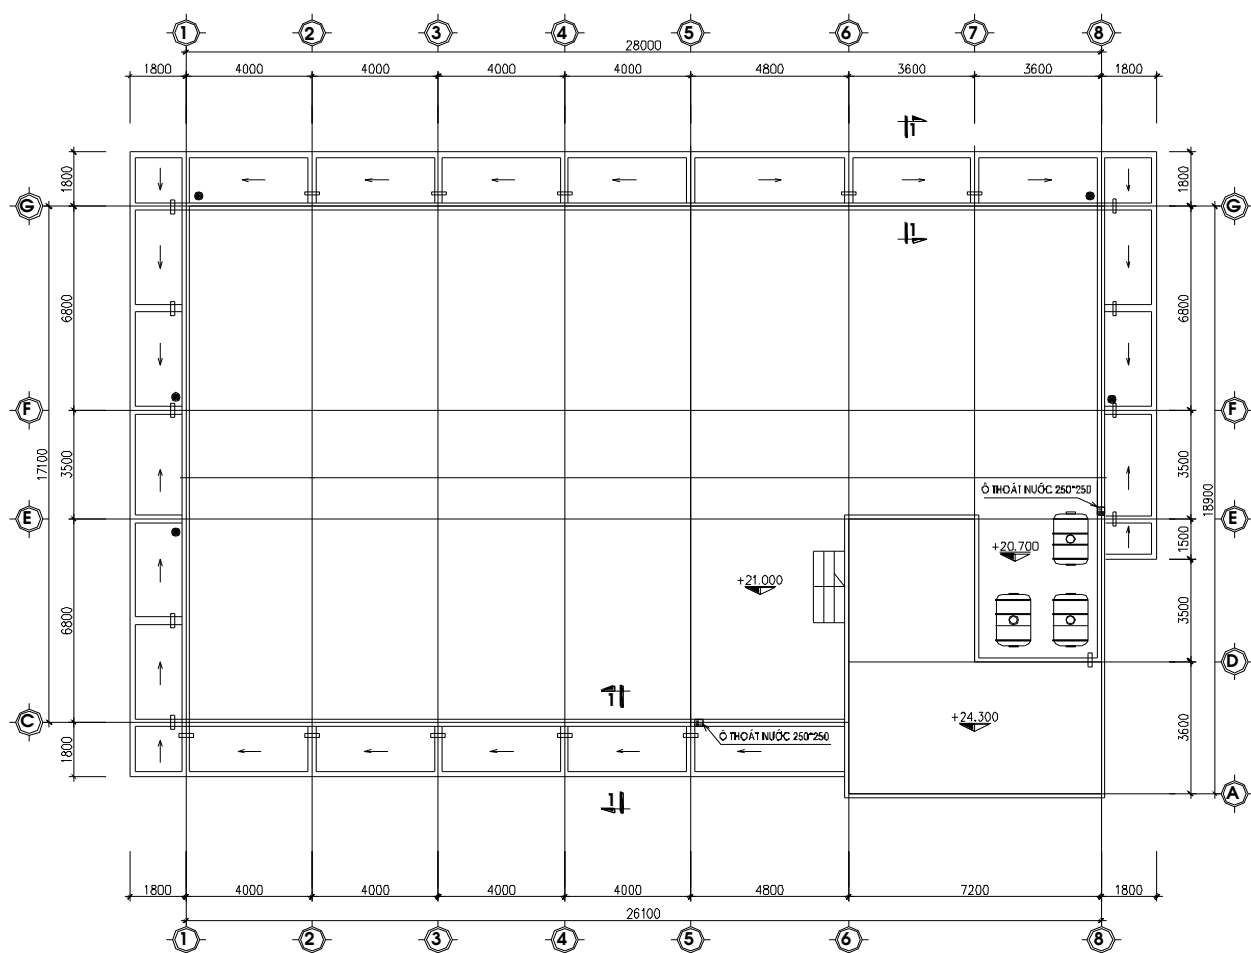 1 2 3 4 5 6 7 8
28000
1800 4000 4000 4000 4000 4800 3600 3600 1800
1
1800 1800
G G
1
6800 6800
F F
17100 3500 3500 18900
Ô THOÁT NƯỚC 250*250
E E
+20.700 1500
+21.000
6800 3500
D
1
C +24.300
Ô THOÁT NƯỚC 250*250
1800 3600
A
1
1800 4000 4000 4000 4000 4800 7200 1800
26100
1 2 3 4 5 6 8